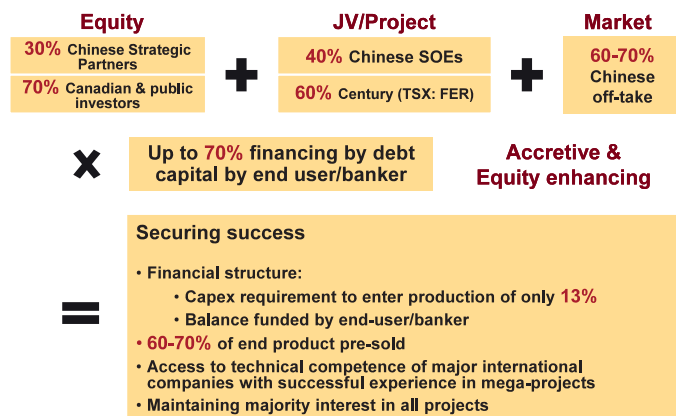 Equity
30% Chinese Strategic
Partners
70% Canadian & public
investors
+
JV/Project
40% Chinese SOEs
60% Century (TSX: FER)
+
Market
60-70%
Chinese
off-take
×
Up to 70% financing by debt
capital by end user/banker
Accretive &
Equity enhancing
=
Securing success
• Financial structure:
• Capex requirement to enter production of only 13%
• Balance funded by end-user/banker
• 60-70% of end product pre-sold
• Access to technical competence of major international
companies with successful experience in mega-projects
• Maintaining majority interest in all projects